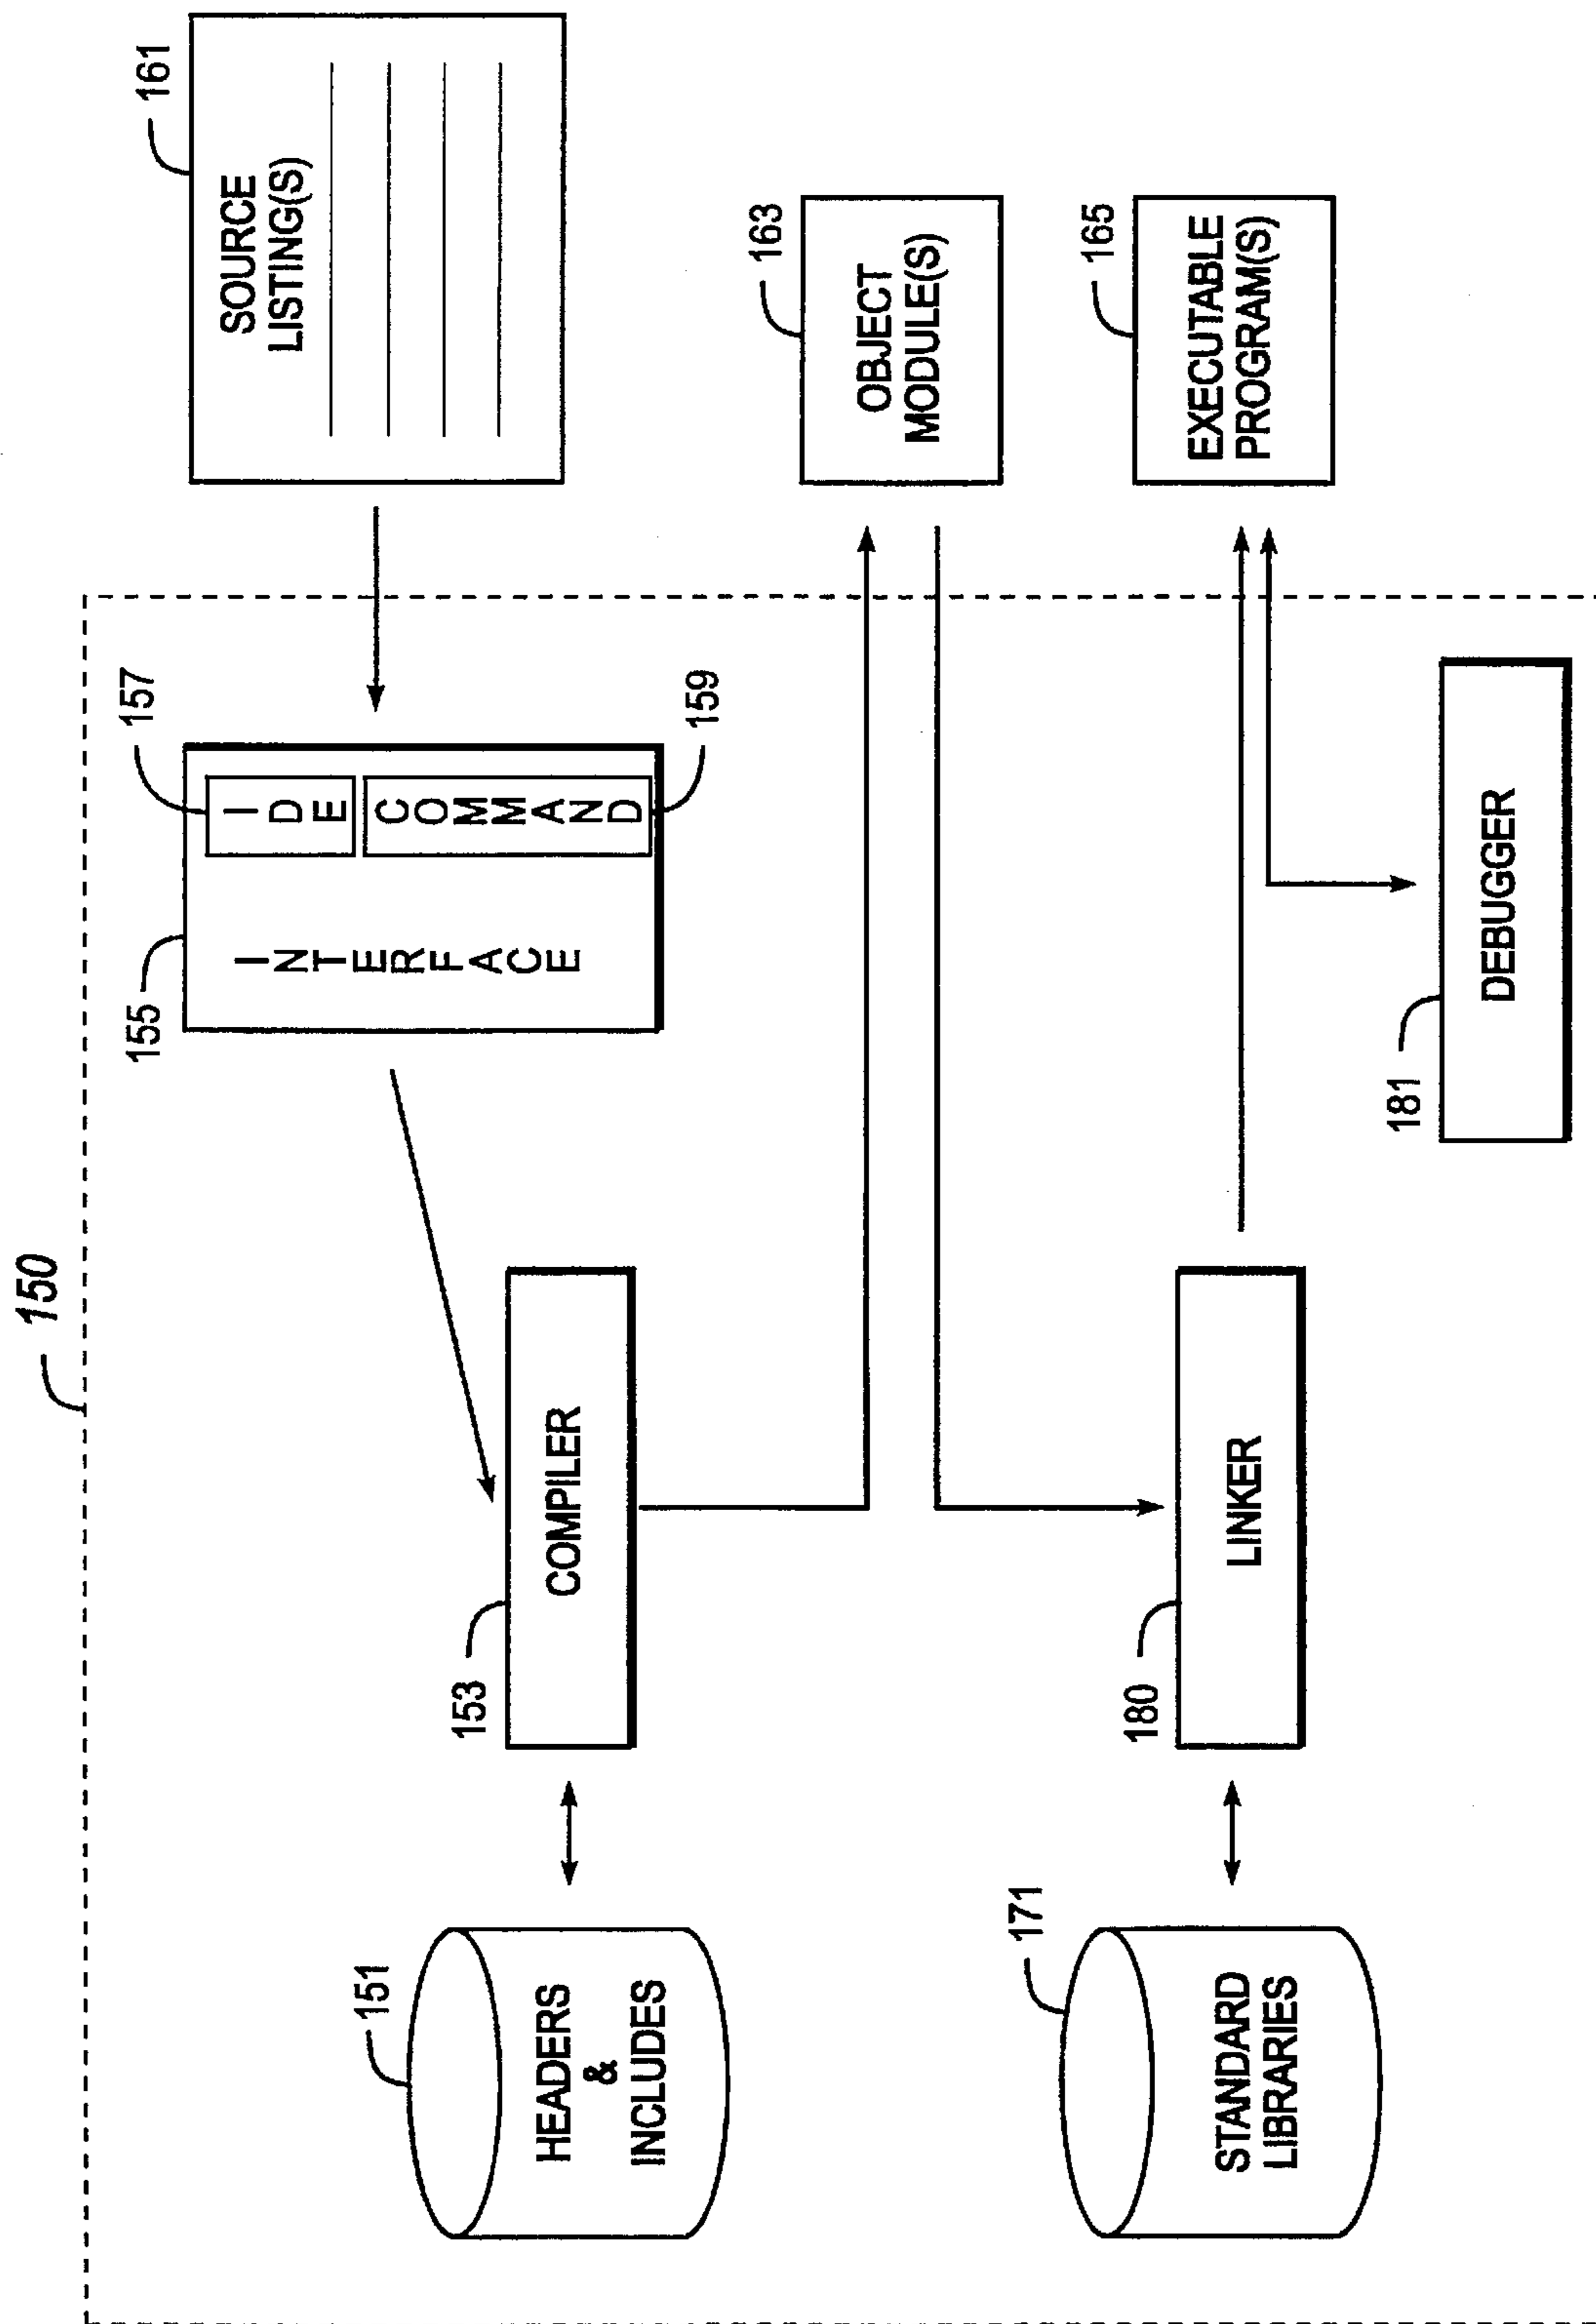 150
161
SOURCE
LISTING(S)
157
155
INTERFACE
IDE
COMMAND
159
151
HEADERS
&
INCLUDES
153
COMPILER
163
OBJECT
MODULE(S)
171
STANDARD
LIBRARIES
180
LINKER
165
EXECUTABLE
PROGRAM(S)
181
DEBUGGER